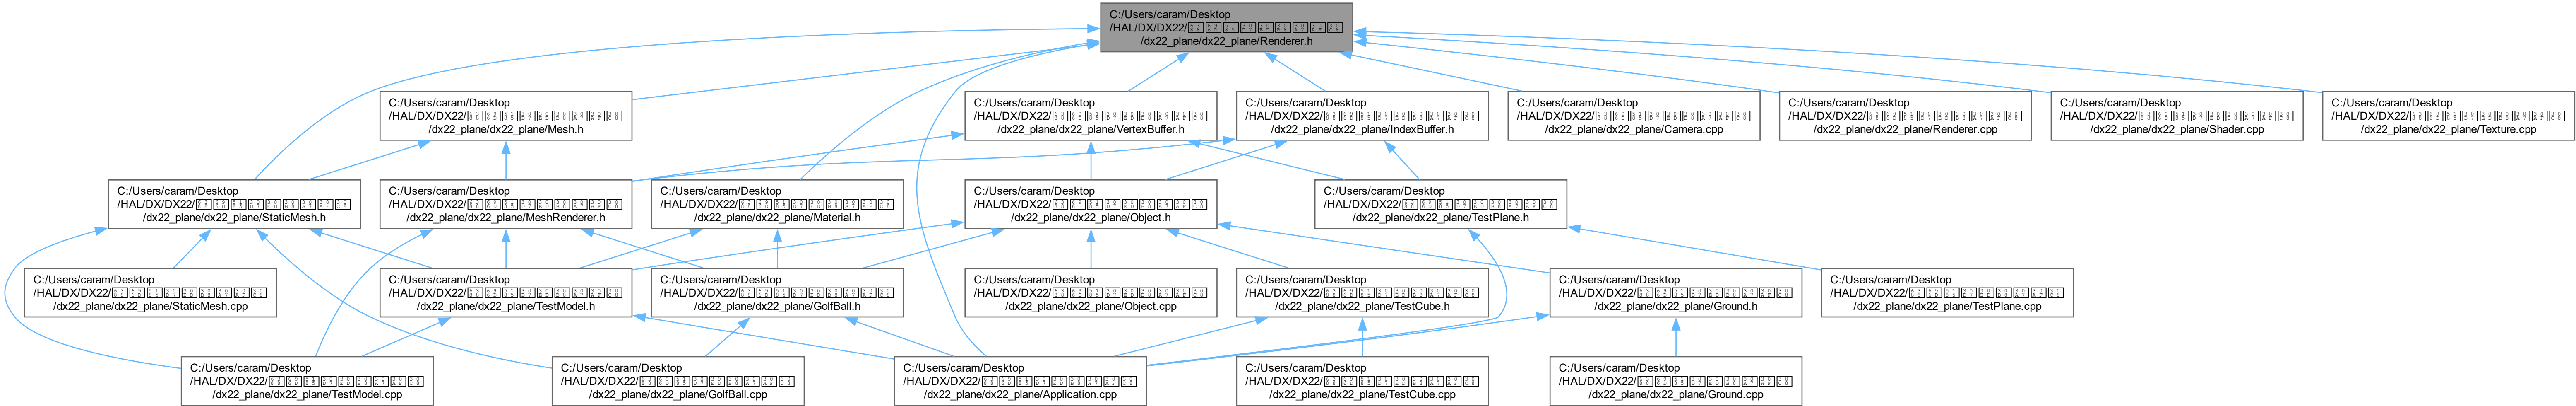 C:/Users/caram/Desktop
/HAL/DX/DX22/
/dx22_plane/dx22_plane/Renderer.h
C:/Users/caram/Desktop
/HAL/DX/DX22/
/dx22_plane/dx22_plane/Mesh.h
C:/Users/caram/Desktop
/HAL/DX/DX22/
/dx22_plane/dx22_plane/VertexBuffer.h
C:/Users/caram/Desktop
/HAL/DX/DX22/
/dx22_plane/dx22_plane/IndexBuffer.h
C:/Users/caram/Desktop
/HAL/DX/DX22/
/dx22_plane/dx22_plane/Camera.cpp
C:/Users/caram/Desktop
/HAL/DX/DX22/
/dx22_plane/dx22_plane/Renderer.cpp
C:/Users/caram/Desktop
/HAL/DX/DX22/
/dx22_plane/dx22_plane/Shader.cpp
C:/Users/caram/Desktop
/HAL/DX/DX22/
/dx22_plane/dx22_plane/Texture.cpp
C:/Users/caram/Desktop
/HAL/DX/DX22/
/dx22_plane/dx22_plane/StaticMesh.h
C:/Users/caram/Desktop
/HAL/DX/DX22/
/dx22_plane/dx22_plane/MeshRenderer.h
C:/Users/caram/Desktop
/HAL/DX/DX22/
/dx22_plane/dx22_plane/Material.h
C:/Users/caram/Desktop
/HAL/DX/DX22/
/dx22_plane/dx22_plane/Object.h
C:/Users/caram/Desktop
/HAL/DX/DX22/
/dx22_plane/dx22_plane/TestPlane.h
C:/Users/caram/Desktop
/HAL/DX/DX22/
/dx22_plane/dx22_plane/StaticMesh.cpp
C:/Users/caram/Desktop
/HAL/DX/DX22/
/dx22_plane/dx22_plane/TestModel.h
C:/Users/caram/Desktop
/HAL/DX/DX22/
/dx22_plane/dx22_plane/GolfBall.h
C:/Users/caram/Desktop
/HAL/DX/DX22/
/dx22_plane/dx22_plane/Object.cpp
C:/Users/caram/Desktop
/HAL/DX/DX22/
/dx22_plane/dx22_plane/TestCube.h
C:/Users/caram/Desktop
/HAL/DX/DX22/
/dx22_plane/dx22_plane/Ground.h
C:/Users/caram/Desktop
/HAL/DX/DX22/
/dx22_plane/dx22_plane/TestPlane.cpp
C:/Users/caram/Desktop
/HAL/DX/DX22/
/dx22_plane/dx22_plane/TestModel.cpp
C:/Users/caram/Desktop
/HAL/DX/DX22/
/dx22_plane/dx22_plane/GolfBall.cpp
C:/Users/caram/Desktop
/HAL/DX/DX22/
/dx22_plane/dx22_plane/Application.cpp
C:/Users/caram/Desktop
/HAL/DX/DX22/
/dx22_plane/dx22_plane/TestCube.cpp
C:/Users/caram/Desktop
/HAL/DX/DX22/
/dx22_plane/dx22_plane/Ground.cpp